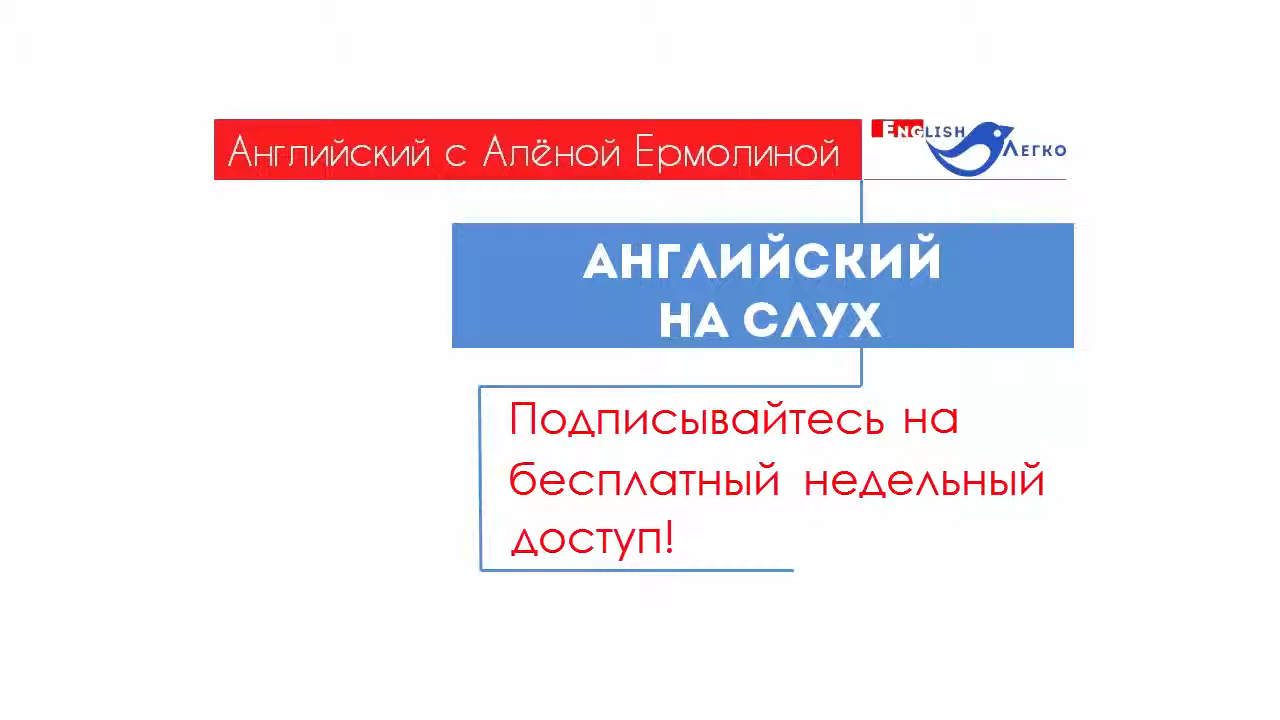 Английский с Алёной Ермолиной
English
Легко
АНГЛИЙСКИЙ
НА СЛУХ
Подписывайтесь на
бесплатный недельный
доступ!